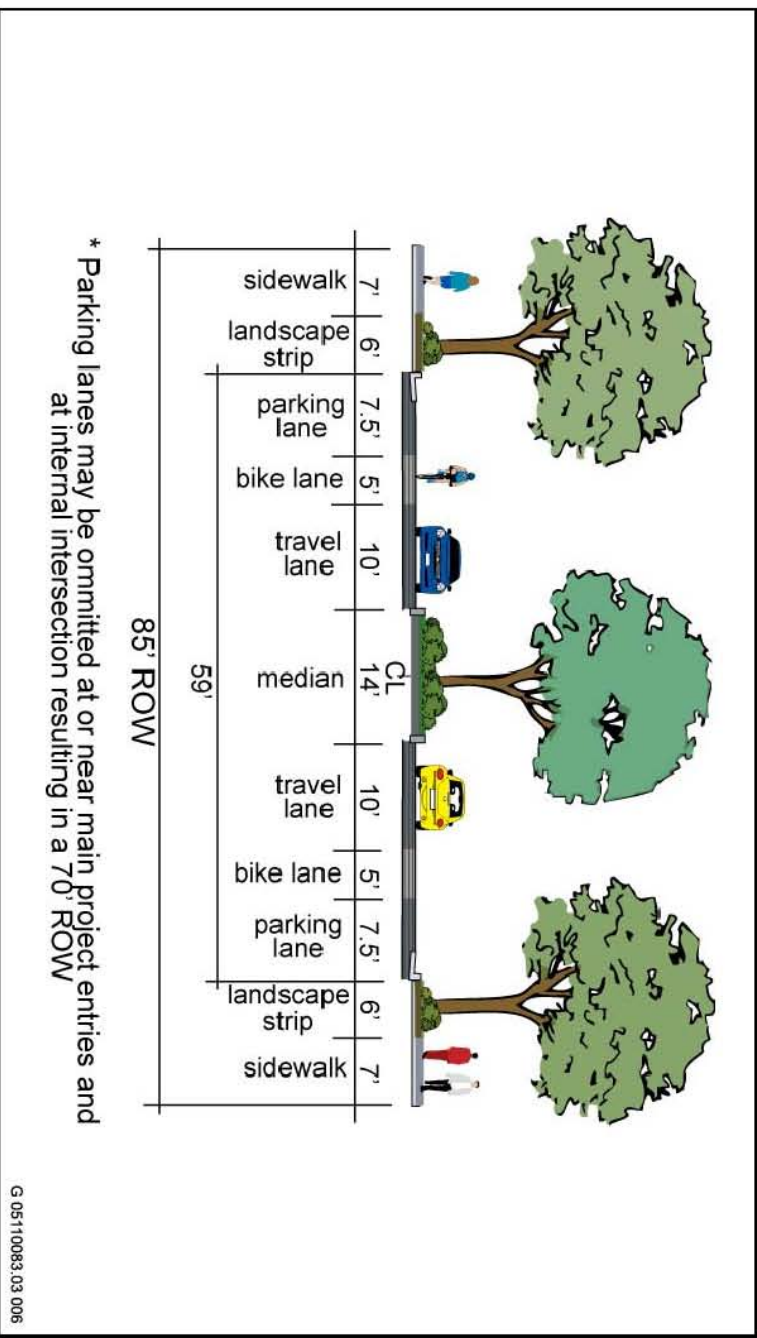 CL
7'
6'
7.5'
5'
10'
14'
10'
5'
7.5'
6'
7'
sidewalk
landscape
strip
parking
lane
bike lane
travel
lane
median
travel
lane
bike lane
parking
lane
landscape
strip
sidewalk
59'
85' ROW
* Parking lanes may be ommitted at or near main project entries and
at internal intersection resulting in a 70' ROW
G 05110083.03 006